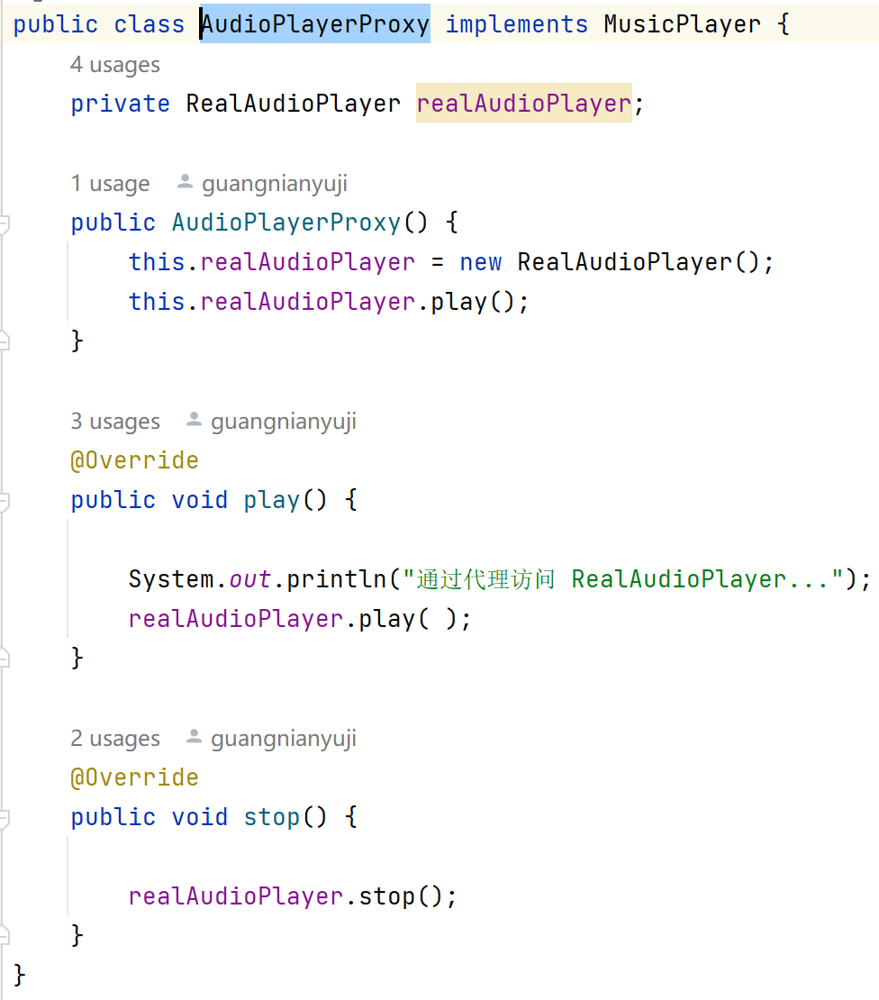 public class AudioPlayerProxy implements MusicPlayer {
4 usages
private RealAudioPlayer realAudioPlayer;
1 usage guangnianyuji
public AudioPlayerProxy() {
this.realAudioPlayer = new RealAudioPlayer();
this.realAudioPlayer.play();
}
3 usages guangnianyuji
@Override
public void play() {
System.out.println("通过代理访问 RealAudioPlayer...");
realAudioPlayer.play( );
}
2 usages guangnianyuji
@Override
public void stop() {
realAudioPlayer.stop();
}
}